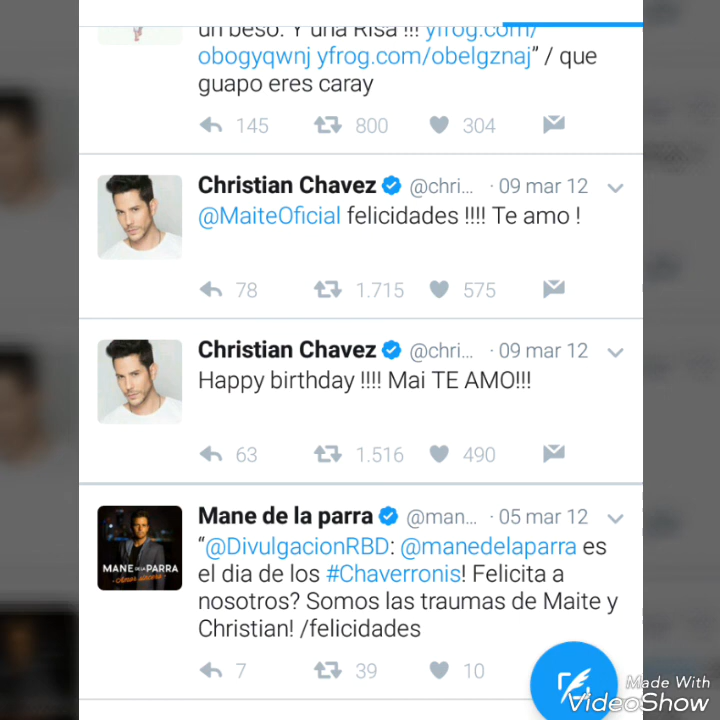 un beso. Y una Risa !!! yfrog.com/
obogyqwnj yfrog.com/obelgznaj” / que
guapo eres caray
145 800 304
Christian Chavez @chri... · 09 mar 12
@MaiteOficial felicidades !!!! Te amo !
78 1.715 575
Christian Chavez @chri... · 09 mar 12
Happy birthday !!!! Mai TE AMO!!!
63 1.516 490
Mane de la parra @man... · 05 mar 12
MANE DE LA PARRA
- Amor sincero -
“@DivulgacionRBD: @manedelaparra es
el dia de los #Chaverronis! Felicita a
nosotros? Somos las traumas de Maite y
Christian! /felicidades
7 39 10
Made With
VideoShow